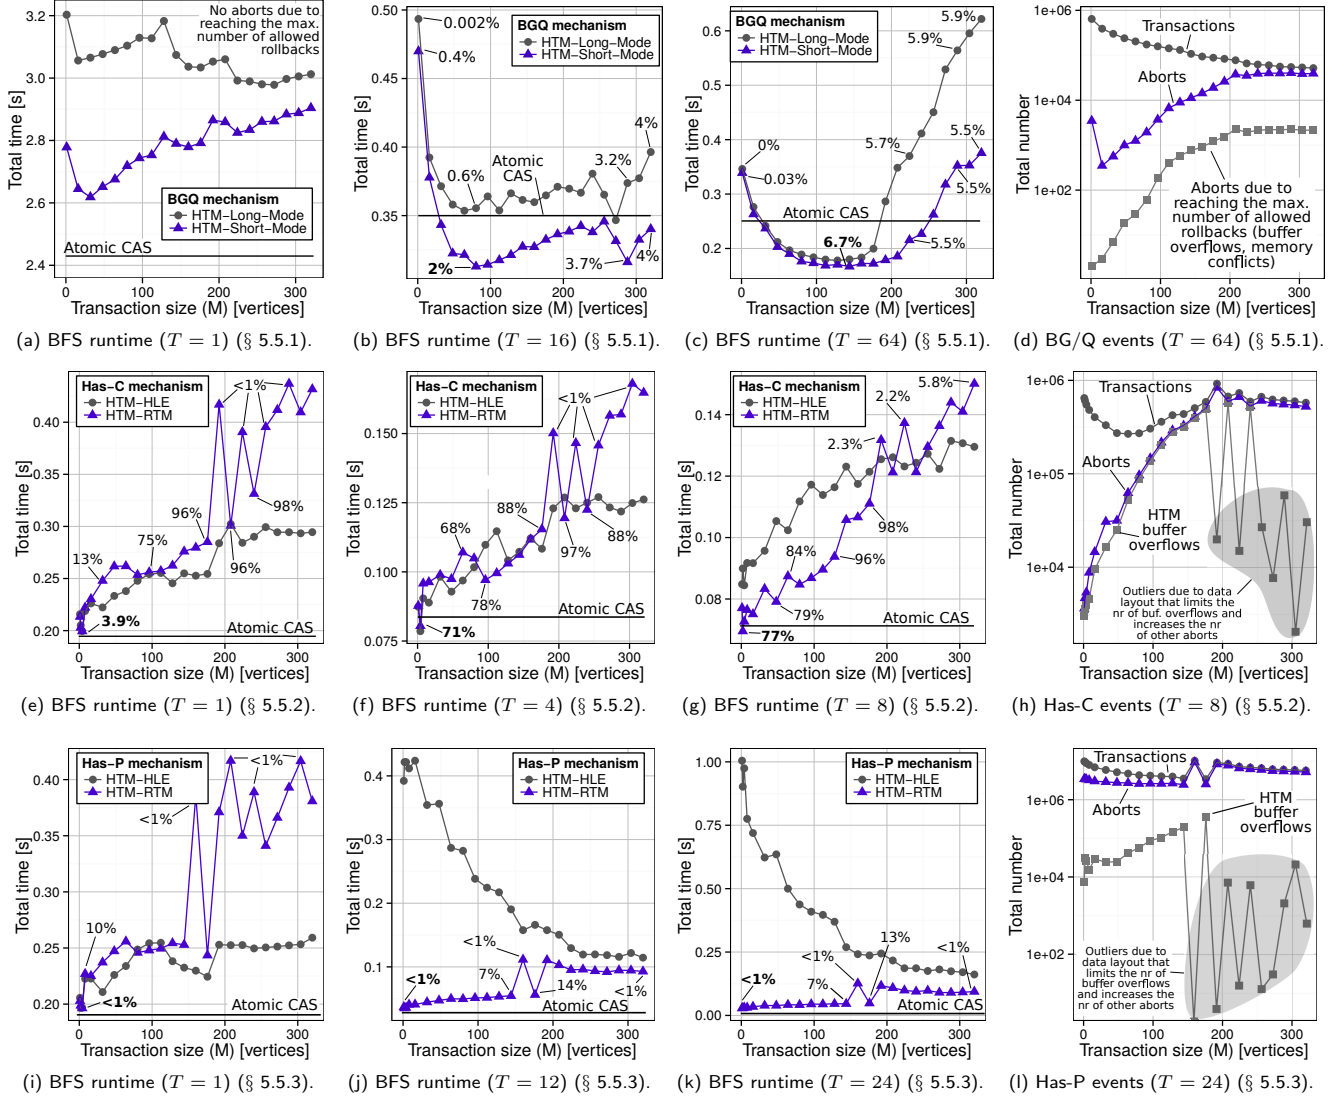 No aborts due to
reaching the max.
number of allowed
rollbacks
3.2
3.0
2.8
2.6
2.4
Total time [s]
BGQ mechanism
HTM−Long−Mode
HTM−Short−Mode
Atomic CAS
0 100 200 300
Transaction size (M) [vertices]
(a) BFS runtime (T = 1) (§ 5.5.1).
0.50
0.45
0.40
0.35
Total time [s]
BGQ mechanism
HTM−Long−Mode
HTM−Short−Mode
0.002%
0.4%
0.6%
Atomic
CAS
3.2%
4%
2%
3.7%
4%
0 100 200 300
Transaction size (M) [vertices]
(b) BFS runtime (T = 16) (§ 5.5.1).
0.6
0.4
0.3
0.2
Total time [s]
BGQ mechanism
HTM−Long−Mode
HTM−Short−Mode
5.9%
5.9%
0%
0.03%
5.7%
5.5%
5.5%
Atomic CAS
6.7%
5.5%
0 100 200 300
Transaction size (M) [vertices]
(c) BFS runtime (T = 64) (§ 5.5.1).
1e+06
1e+04
1e+02
Total number
Transactions
Aborts
Aborts due to
reaching the max.
number of allowed
rollbacks (buffer
overflows, memory
conflicts)
0 100 200 300
Transaction size (M) [vertices]
(d) BG/Q events (T = 64) (§ 5.5.1).
0.40
0.35
0.30
0.25
0.20
Total time [s]
Has-C mechanism
HTM−HLE
HTM−RTM
<1%
98%
96%
75%
13%
96%
3.9%
Atomic CAS
0 100 200 300
Transaction size (M) [vertices]
(e) BFS runtime (T = 1) (§ 5.5.2).
0.150
0.125
0.100
0.075
Total time [s]
Has-C mechanism
HTM−HLE
HTM−RTM
<1%
88%
68%
88%
97%
78%
71%
Atomic CAS
0 100 200 300
Transaction size (M) [vertices]
(f) BFS runtime (T = 4) (§ 5.5.2).
0.14
0.12
0.10
0.08
0.06
Total time [s]
Has-C mechanism
HTM−HLE
HTM−RTM
5.8%
2.2%
2.3%
98%
84%
96%
79%
77%
Atomic CAS
0 100 200 300
Transaction size (M) [vertices]
(g) BFS runtime (T = 8) (§ 5.5.2).
1e+06
1e+05
1e+04
Total number
Transactions
Aborts
HTM
buffer
overflows
Outliers due to data
layout that limits the
nr of buf. overflows and
increases the nr
of other aborts
0 100 200 300
Transaction size (M) [vertices]
(h) Has-C events (T = 8) (§ 5.5.2).
0.40
0.35
0.30
0.25
0.20
Total time [s]
Has-P mechanism
HTM−HLE
HTM−RTM
<1%
<1%
10%
<1%
Atomic CAS
0 100 200 300
Transaction size (M) [vertices]
(i) BFS runtime (T = 1) (§ 5.5.3).
0.4
0.3
0.2
0.1
Total time [s]
Has-P mechanism
HTM−HLE
HTM−RTM
<1%
7%
<1%
14%
<1%
Atomic CAS
0 100 200 300
Transaction size (M) [vertices]
(j) BFS runtime (T = 12) (§ 5.5.3).
1.00
0.75
0.50
0.25
0.00
Total time [s]
Has-P mechanism
HTM−HLE
HTM−RTM
13%
<1%
<1%
<1%
7%
Atomic CAS
0 100 200 300
Transaction size (M) [vertices]
(k) BFS runtime (T = 24) (§ 5.5.3).
1e+06
1e+04
1e+02
Total number
Transactions
Aborts
HTM
buffer
overflows
Outliers due to
data layout that
limits the nr of
buffer overflows
and increases the
nr of other aborts
0 100 200 300
Transaction size (M) [vertices]
(l) Has-P events (T = 24) (§ 5.5.3).